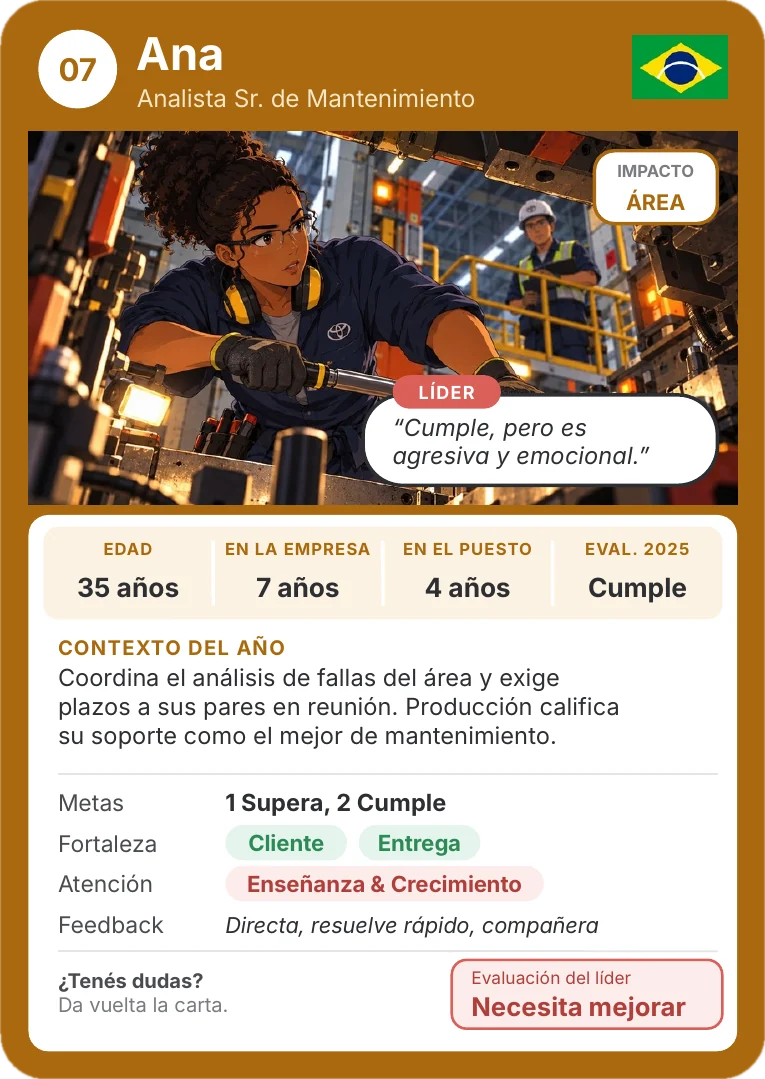 07
Ana
Analista Sr. de Mantenimiento
IMPACTO
ÁREA
LÍDER
“Cumple, pero es
agresiva y emocional.”
EDAD
35 años
EN LA EMPRESA
7 años
EN EL PUESTO
4 años
EVAL. 2025
Cumple
CONTEXTO DEL AÑO
Coordina el análisis de fallas del área y exige
plazos a sus pares en reunión. Producción califica
su soporte como el mejor de mantenimiento.
Metas 1 Supera, 2 Cumple
Fortaleza Cliente Entrega
Atención Enseñanza & Crecimiento
Feedback Directa, resuelve rápido, compañera
¿Tenés dudas?
Da vuelta la carta.
Evaluación del líder
Necesita mejorar